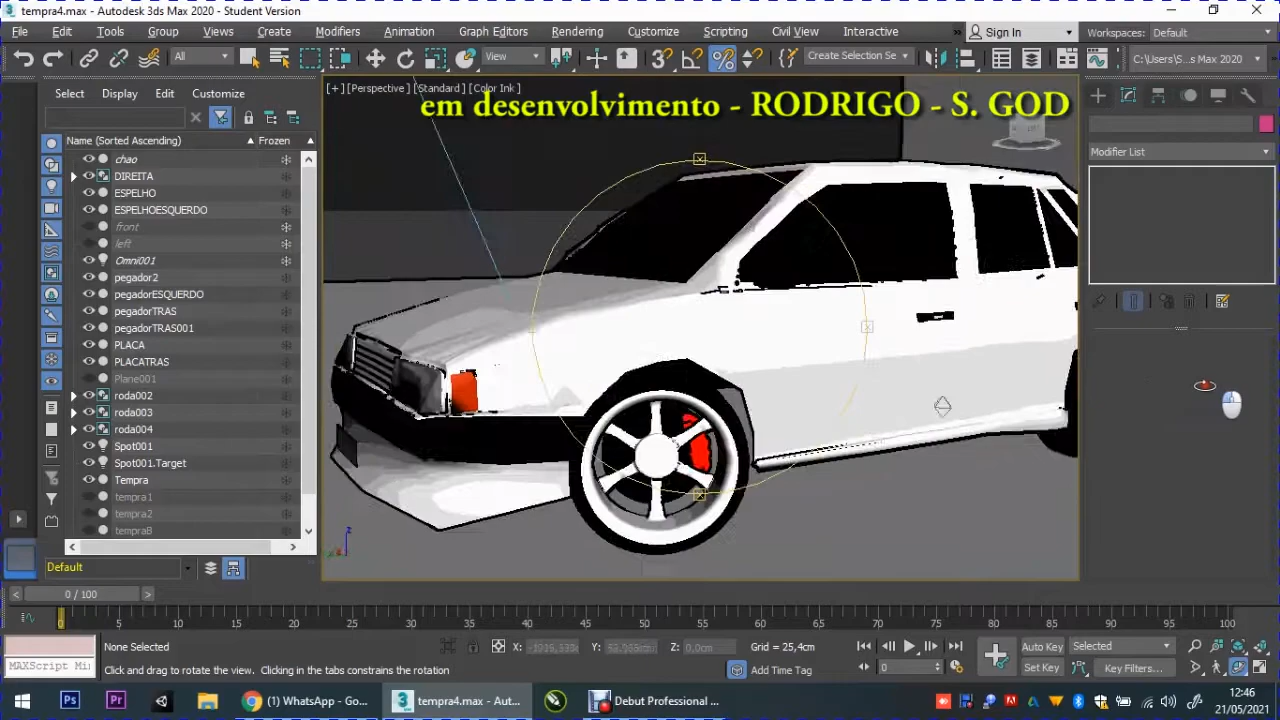 tempra4.max - Autodesk 3ds Max 2020 - Student Version
File Edit Tools Group Views Create Modifiers Animation Graph Editors Rendering Customize Scripting Civil View Interactive Sign In Workspaces: Default
All View Create Selection Se C:\Users\S...s Max 2020
Select Display Edit Customize
[+] [Perspective] [Standard] [Color Ink]
em desenvolvimento - RODRIGO - S. GOD
Name (Sorted Ascending) Frozen
chao
DIREITA
ESPELHO
ESPELHOESQUERDO
front
left
Omni001
pegador2
pegadorESQUERDO
pegadorTRAS
pegadorTRAS001
PLACA
PLACATRAS
Plane001
roda002
roda003
roda004
Spot001
Spot001.Target
Tempra
tempra1
tempra2
tempraB
Modifier List
Default
0 / 100
0 5 10 15 20 25 30 35 40 45 50 55 60 65 70 75 80 85 90 95 100
None Selected X: Y: Z: 0,0cm Grid = 25,4cm Auto Key Selected
MAXScript Mi Click and drag to rotate the view. Clicking in the tabs constrains the rotation Add Time Tag 0 Set Key Key Filters...
Ps Pr (1) WhatsApp - Go... tempra4.max - Aut... Debut Professional ... 12:46
21/05/2021